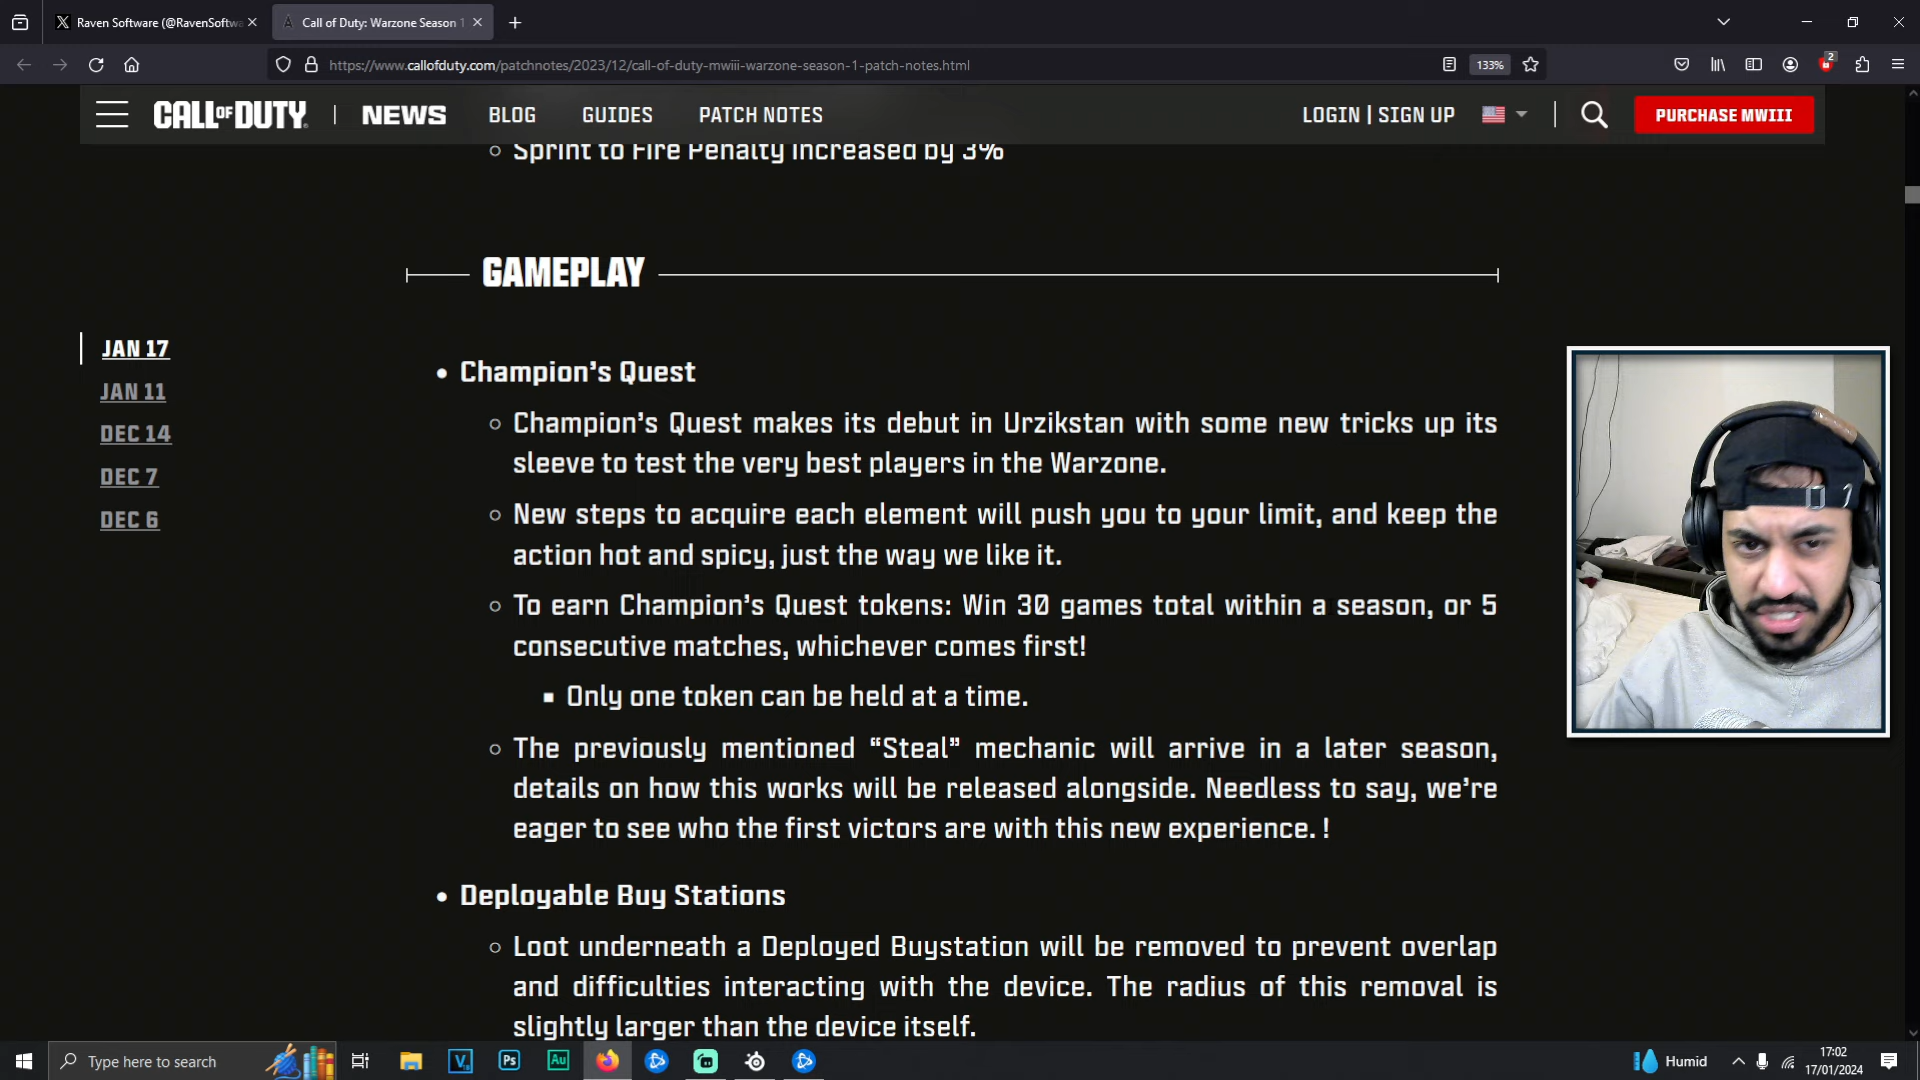 Raven Software (@RavenSoftwa
Call of Duty: Warzone Season 1
https://www.callofduty.com/patchnotes/2023/12/call-of-duty-mwiii-warzone-season-1-patch-notes.html
133%
2
CALL OF DUTY
NEWS
BLOG
GUIDES
PATCH NOTES
LOGIN | SIGN UP
PURCHASE MWIII
Sprint to Fire Penalty increased by 3%
GAMEPLAY
JAN 17
JAN 11
DEC 14
DEC 7
DEC 6
• Champion's Quest
Champion's Quest makes its debut in Urzikstan with some new tricks up its
sleeve to test the very best players in the Warzone.
New steps to acquire each element will push you to your limit, and keep the
action hot and spicy, just the way we like it.
To earn Champion's Quest tokens: Win 30 games total within a season, or 5
consecutive matches, whichever comes first!
Only one token can be held at a time.
The previously mentioned “Steal” mechanic will arrive in a later season,
details on how this works will be released alongside. Needless to say, we're
eager to see who the first victors are with this new experience. !
• Deployable Buy Stations
Loot underneath a Deployed Buystation will be removed to prevent overlap
and difficulties interacting with the device. The radius of this removal is
slightly larger than the device itself.
Type here to search
Ps
Au
Humid
17:02
17/01/2024